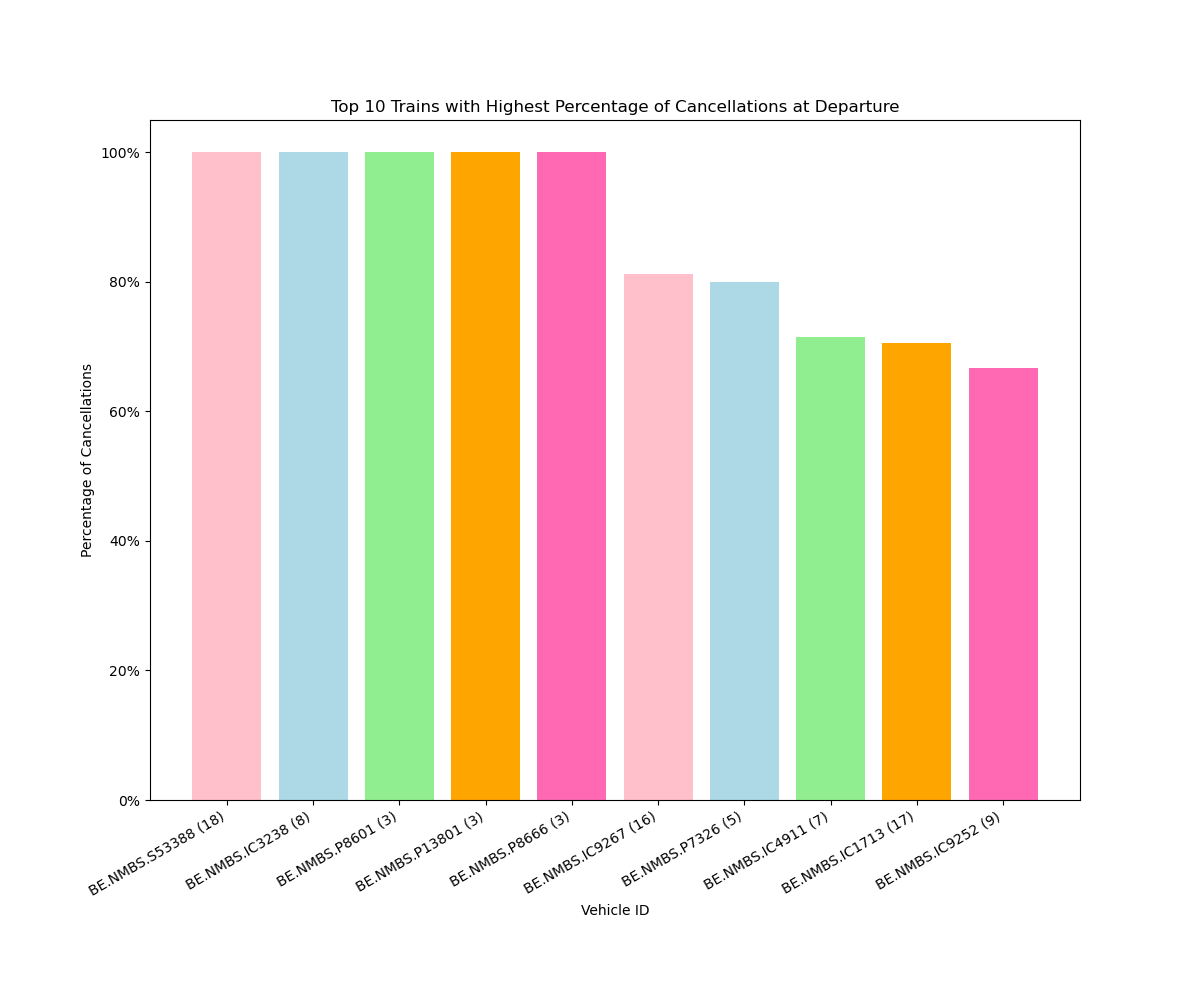 Top 10 Trains with Highest Percentage of Cancellations at Departure
Percentage of Cancellations
100%
80%
60%
40%
20%
0%
BE.NMBS.S53388 (18)
BE.NMBS.IC3238 (8)
BE.NMBS.P8601 (3)
BE.NMBS.P13801 (3)
BE.NMBS.P8666 (3)
BE.NMBS.IC9267 (16)
BE.NMBS.P7326 (5)
BE.NMBS.IC4911 (7)
BE.NMBS.IC1713 (17)
BE.NMBS.IC9252 (9)
Vehicle ID